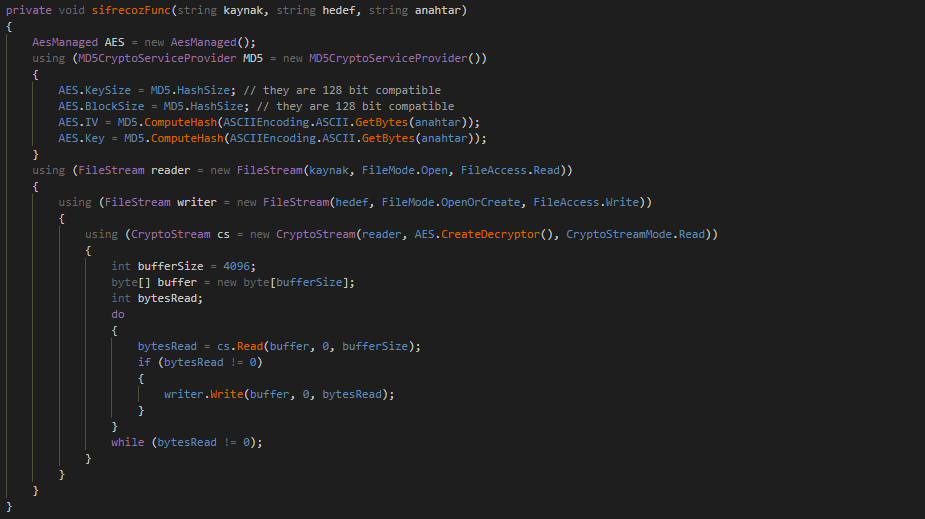 private void sifrecozFunc(string kaynak, string hedef, string anahtar)
{
    AesManaged AES = new AesManaged();
    using (MD5CryptoServiceProvider MD5 = new MD5CryptoServiceProvider())
    {
        AES.KeySize = MD5.HashSize; // they are 128 bit compatible
        AES.BlockSize = MD5.HashSize; // they are 128 bit compatible
        AES.IV = MD5.ComputeHash(ASCIIEncoding.ASCII.GetBytes(anahtar));
        AES.Key = MD5.ComputeHash(ASCIIEncoding.ASCII.GetBytes(anahtar));
    }
    using (FileStream reader = new FileStream(kaynak, FileMode.Open, FileAccess.Read))
    {
        using (FileStream writer = new FileStream(hedef, FileMode.OpenOrCreate, FileAccess.Write))
        {
            using (CryptoStream cs = new CryptoStream(reader, AES.CreateDecryptor(), CryptoStreamMode.Read))
            {
                int bufferSize = 4096;
                byte[] buffer = new byte[bufferSize];
                int bytesRead;
                do
                {
                    bytesRead = cs.Read(buffer, 0, bufferSize);
                    if (bytesRead != 0)
                    {
                        writer.Write(buffer, 0, bytesRead);
                    }
                }
                while (bytesRead != 0);
            }
        }
    }
}